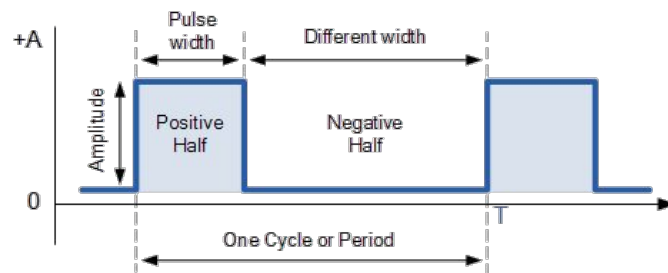 +A
Pulse
width
Different width
Amplitude
Positive
Half
Negative
Half
0
T
One Cycle or Period